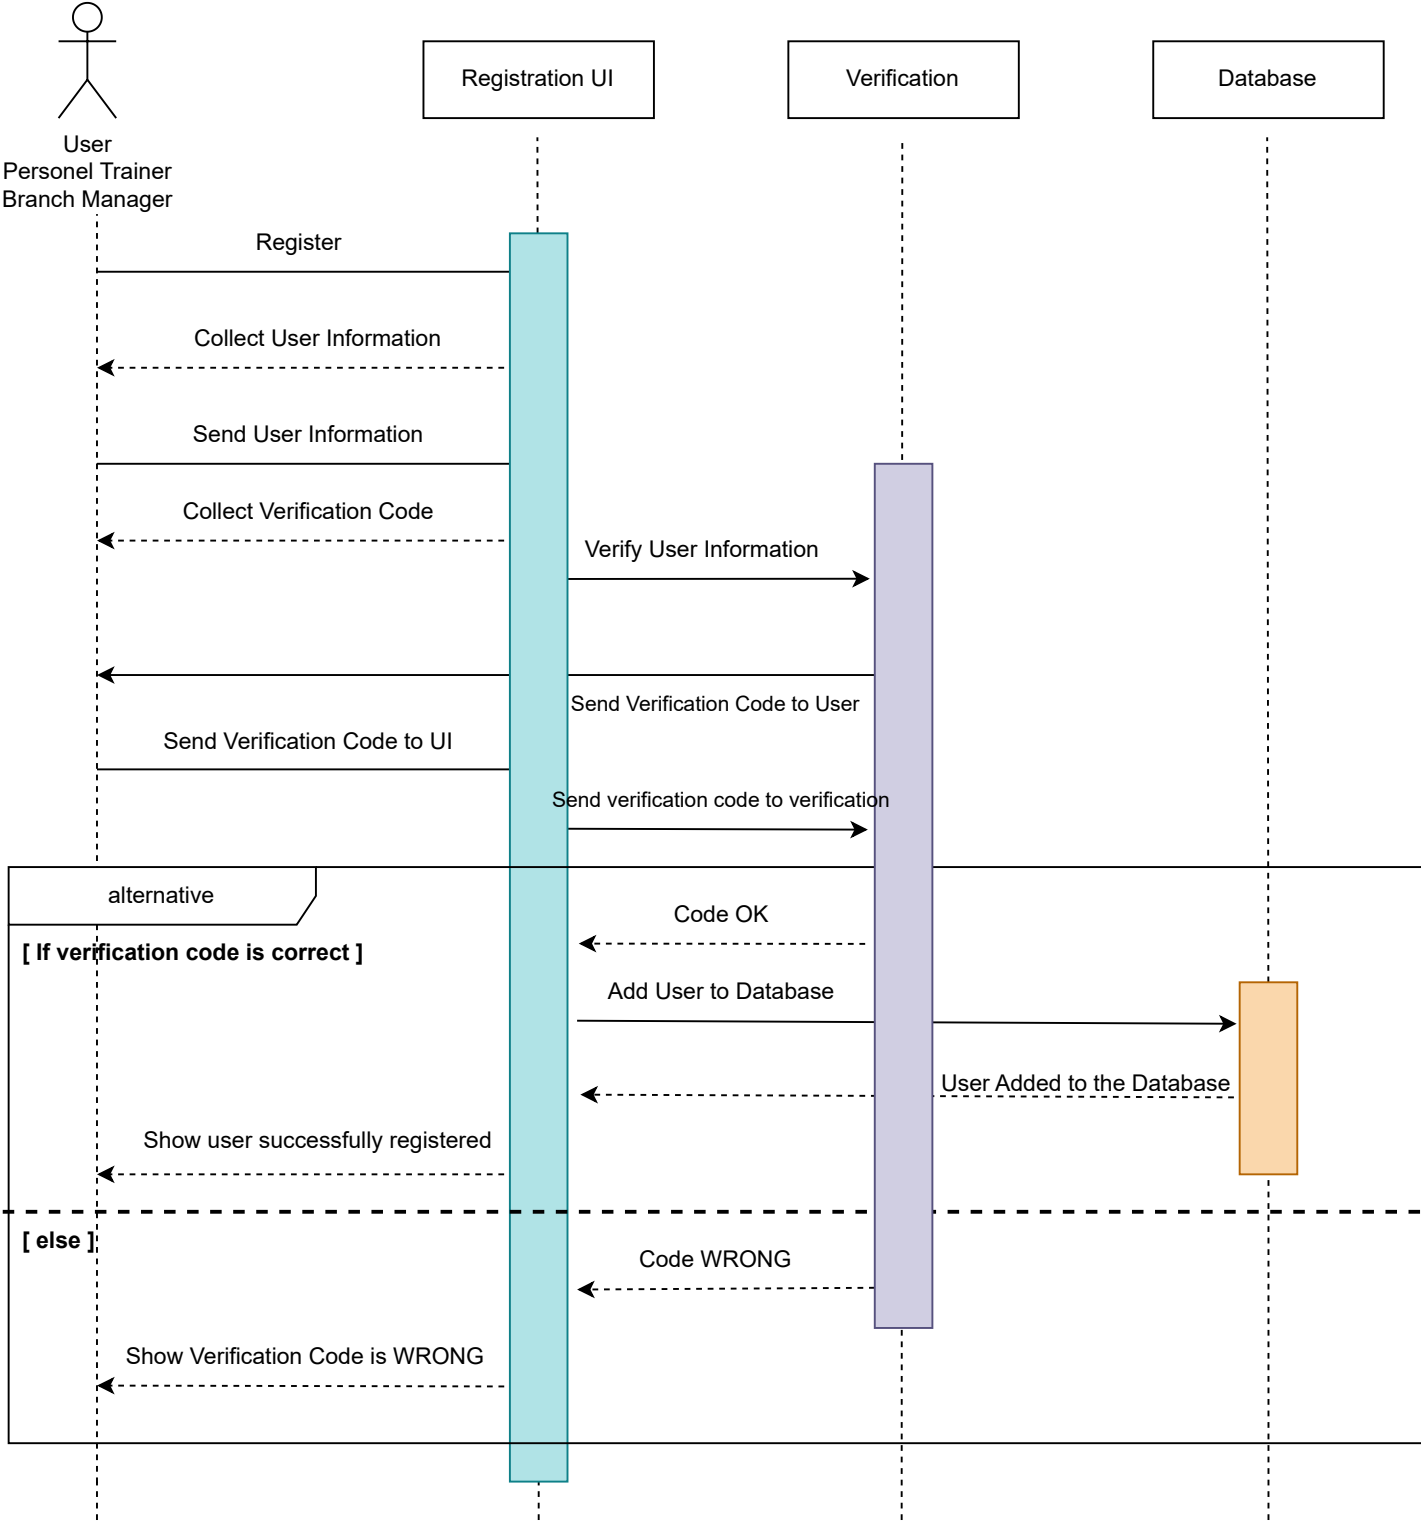 Registration UI
Verification
Database
User
Personel Trainer
Branch Manager
Register
Collect User Information
Send User Information
Collect Verification Code
Verify User Information
Send Verification Code to User
Send Verification Code to UI
Send verification code to verification
alternative
Code OK
[ If verification code is correct ]
Add User to Database
User Added to the Database
Show user successfully registered
[ else ]
Code WRONG
Show Verification Code is WRONG